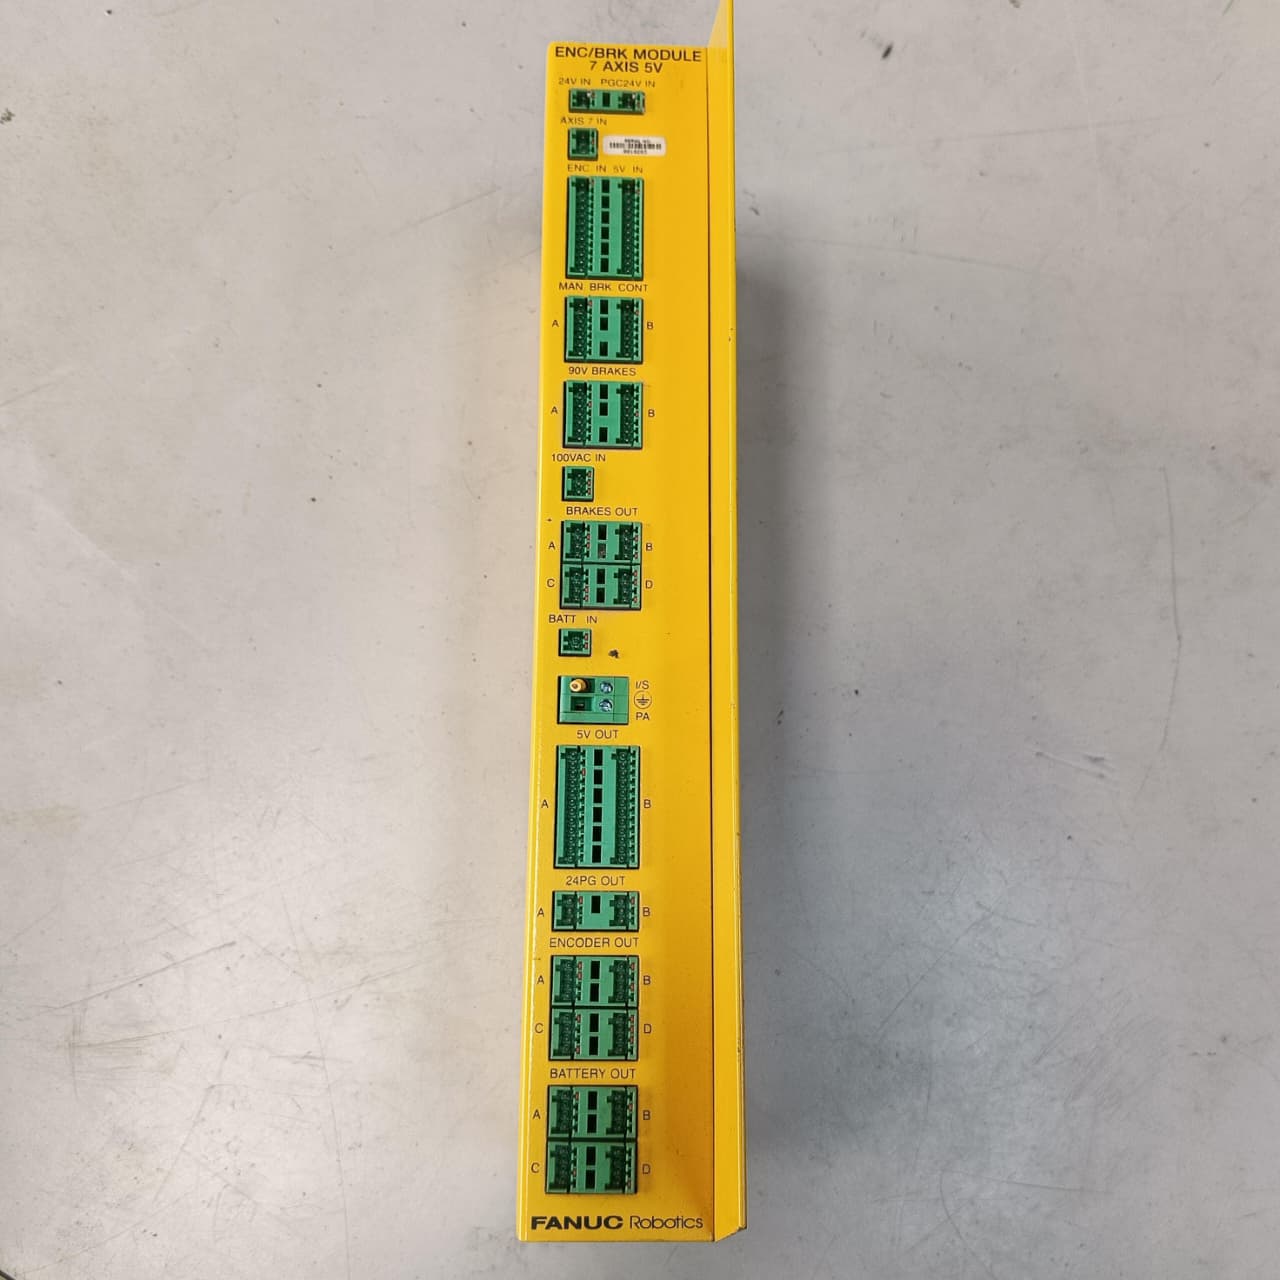 ENC/BRK MODULE
7 AXIS 5V
24V IN PGC24V IN
AXIS 7 IN
ENC IN 5V IN
MAN. BRK. CONT
A B
90V BRAKES
A B
100VAC IN
BRAKES OUT
A B
C D
BATT IN
I/S
PA
5V OUT
A B
24PG OUT
A B
ENCODER OUT
A B
C D
BATTERY OUT
A B
C D
FANUC Robotics